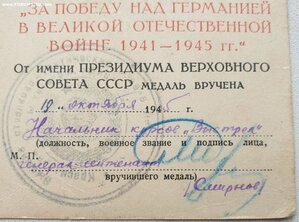 „ЗА ПОБЕДУ НАД ГЕРМАНИЕЙ
В ВЕЛИКОЙ ОТЕЧЕСТВЕННОЙ
ВОЙНЕ 1941—1945 гг."
От имени ПРЕЗИДИУМА ВЕРХОВНОГО
СОВЕТА СССР МЕДАЛЬ ВРУЧЕНА
октября 1945 г.
Начальник курсов „Выстрел"
(должность, военное звание и подпись лица,
М. П. генерал-лейтенант
вручившего медаль)
(Смирнов)